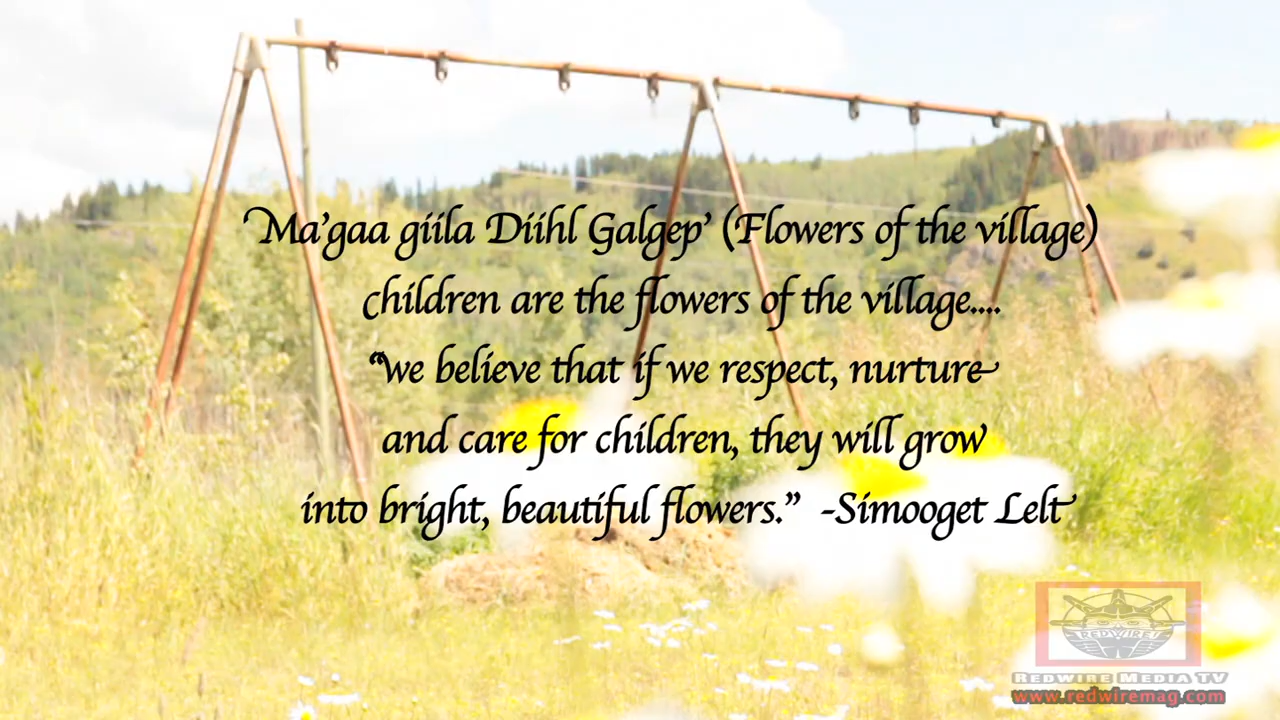 'Ma'gaa giila Diihl Galgep' (Flowers of the village)
children are the flowers of the village....
“we believe that if we respect, nurture
and care for children, they will grow
into bright, beautiful flowers.” -Simooget Lelt
REDWIRE!
REDWIRE MEDIA TV
www.redwiremag.com